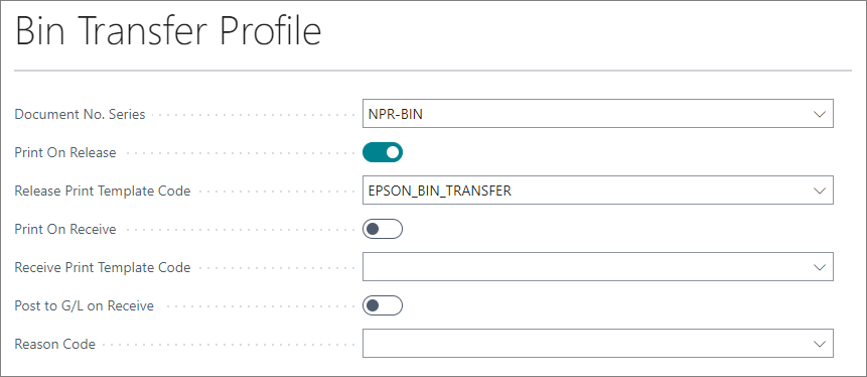 Bin Transfer Profile
Document No. Series NPR-BIN
Print On Release
Release Print Template Code EPSON_BIN_TRANSFER
Print On Receive
Receive Print Template Code
Post to G/L on Receive
Reason Code